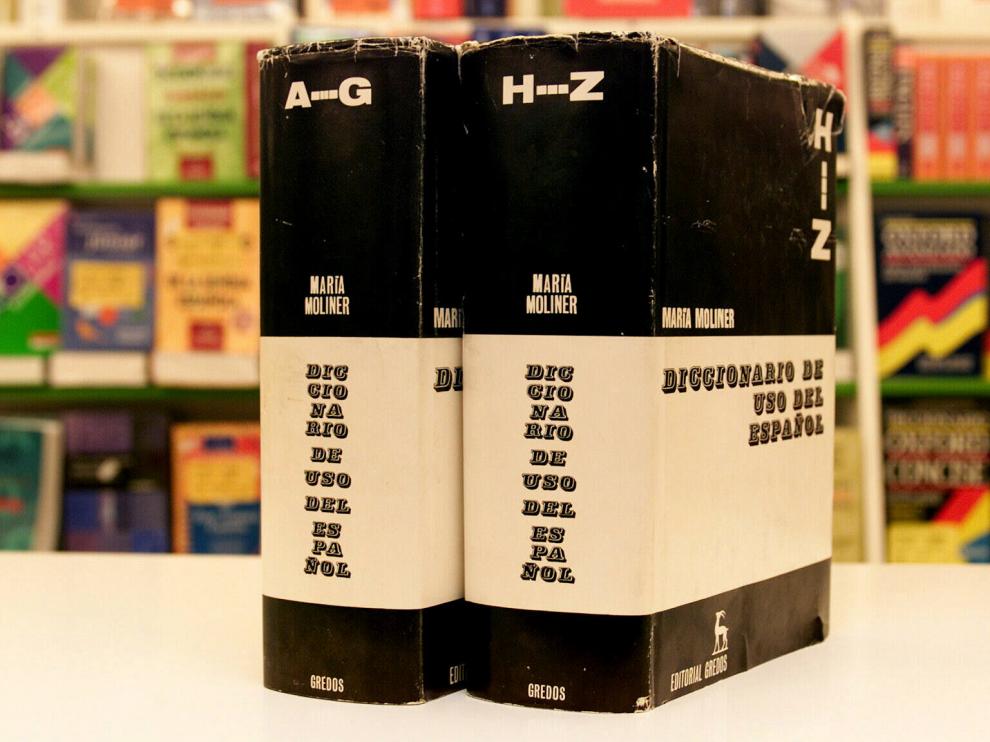 A---G
MARÍA
MOLINER
DIC
CIO
NA
RIO
DE
USO
DEL
ES
PA
ÑOL
GREDOS
H---Z
MARÍA
MOLINER
DIC
CIO
NA
RIO
DE
USO
DEL
ES
PA
ÑOL
GREDOS
H
---
Z
MARÍA MOLINER
DICCIONARIO DE
USO DEL
ESPAÑOL
EDITORIAL GREDOS